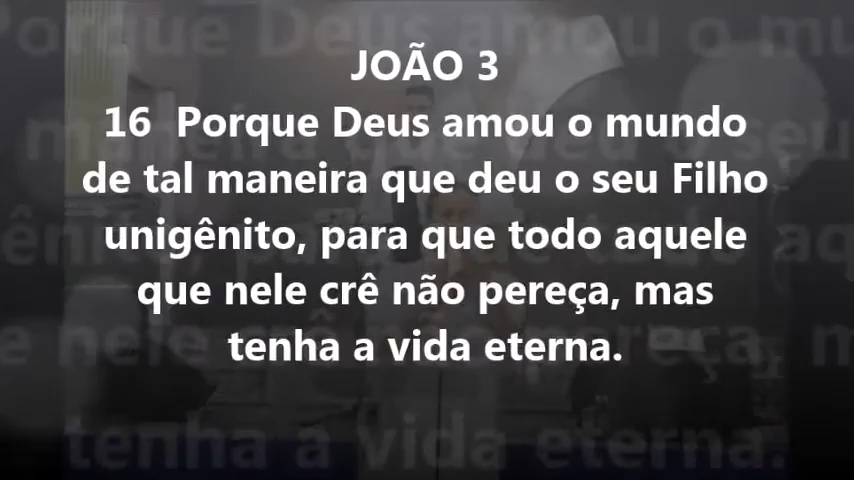 JOÃO 3
16 Porque Deus amou o mundo
de tal maneira que deu o seu Filho
unigênito, para que todo aquele
que nele crê não pereça, mas
tenha a vida eterna.